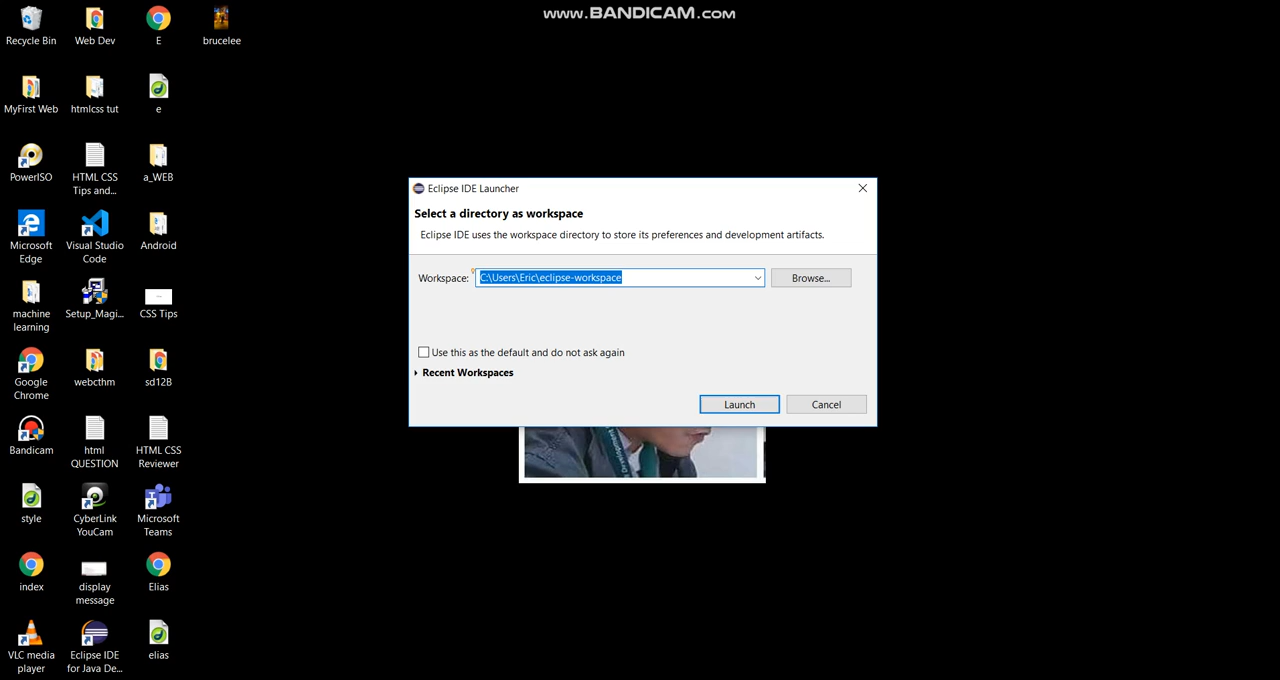 www.BANDICAM.com
Recycle Bin
Web Dev
E
brucelee
MyFirst Web
htmlcss tut
e
PowerISO
HTML CSS
Tips and...
a_WEB
Microsoft
Edge
Visual Studio
Code
Android
machine
learning
Setup_Magi...
CSS Tips
Google
Chrome
webcthm
sd12B
Bandicam
html
QUESTION
HTML CSS
Reviewer
style
CyberLink
YouCam
Microsoft
Teams
index
display
message
Elias
VLC media
player
Eclipse IDE
for Java De...
elias
Eclipse IDE Launcher
Select a directory as workspace
Eclipse IDE uses the workspace directory to store its preferences and development artifacts.
Workspace: C:\Users\Eric\eclipse-workspace Browse...
Use this as the default and do not ask again
Recent Workspaces
Launch Cancel
Development